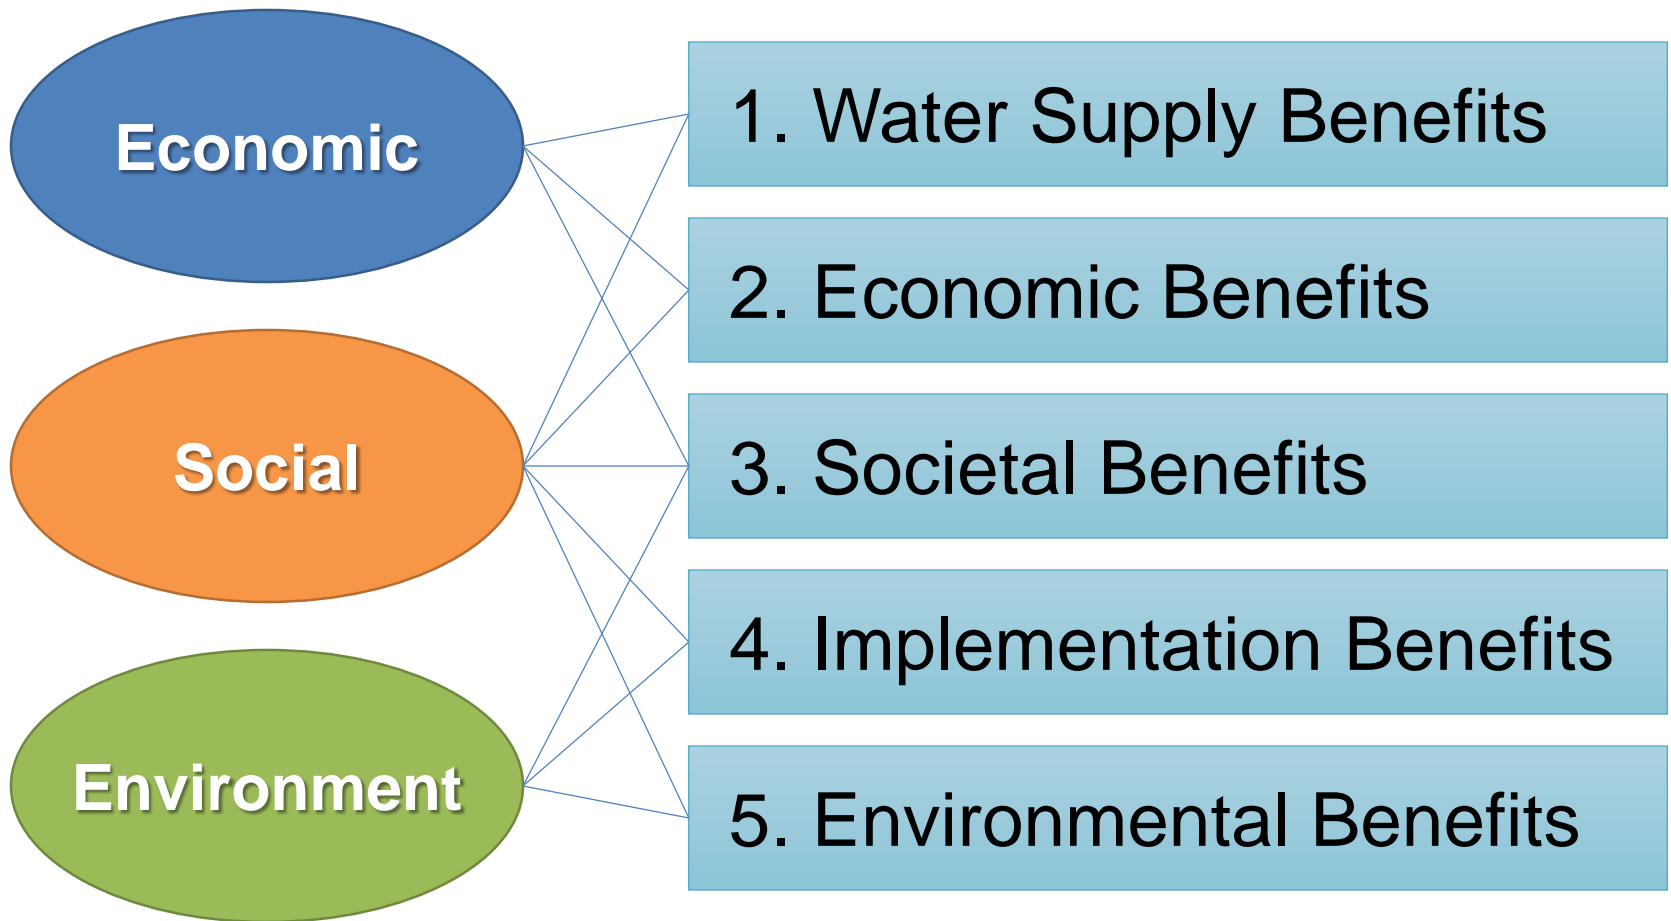 Economic
Social
Environment
1. Water Supply Benefits
2. Economic Benefits
3. Societal Benefits
4. Implementation Benefits
5. Environmental Benefits